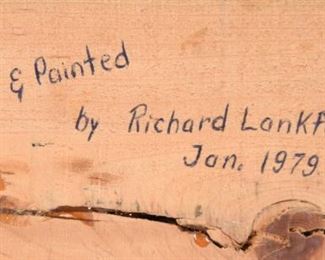 & Painted
by Richard Lankf
Jan. 1979